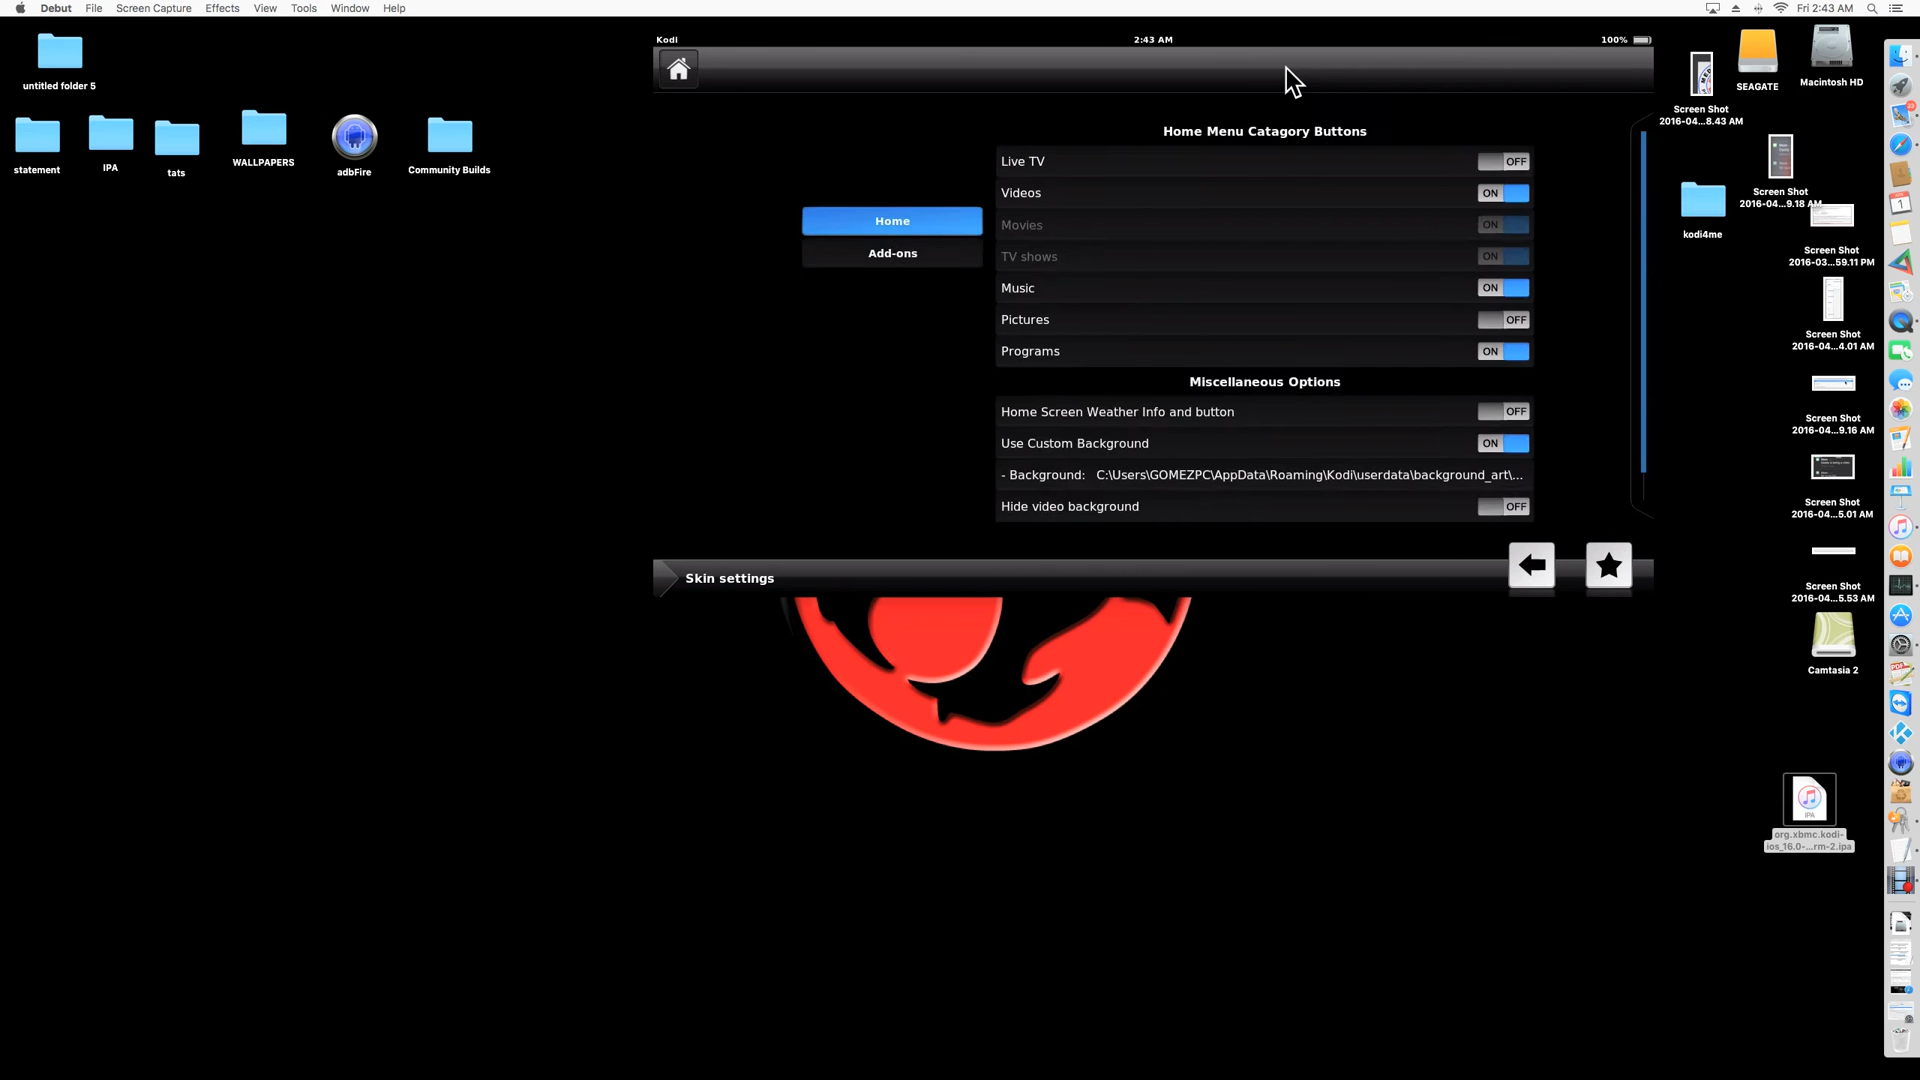 Debut File Screen Capture Effects View Tools Window Help
Fri 2:43 AM
untitled folder 5
statement
IPA
tats
WALLPAPERS
adbFire
Community Builds
Kodi 2:43 AM 100%
Home
Add-ons
Home Menu Catagory Buttons
Live TV OFF
Videos ON
Movies ON
TV shows ON
Music ON
Pictures OFF
Programs ON
Miscellaneous Options
Home Screen Weather Info and button OFF
Use Custom Background ON
- Background: C:\Users\GOMEZPC\AppData\Roaming\Kodi\userdata\background_art\...
Hide video background OFF
Skin settings
Screen Shot
2016-04...8.43 AM
SEAGATE
Macintosh HD
Screen Shot
2016-04...9.18 AM
kodi4me
Screen Shot
2016-03...59.11 PM
Screen Shot
2016-04...4.01 AM
Screen Shot
2016-04...9.16 AM
Screen Shot
2016-04...5.01 AM
Screen Shot
2016-04...5.53 AM
Camtasia 2
IPA
org.xbmc.kodi-
ios_16.0-...rm-2.ipa